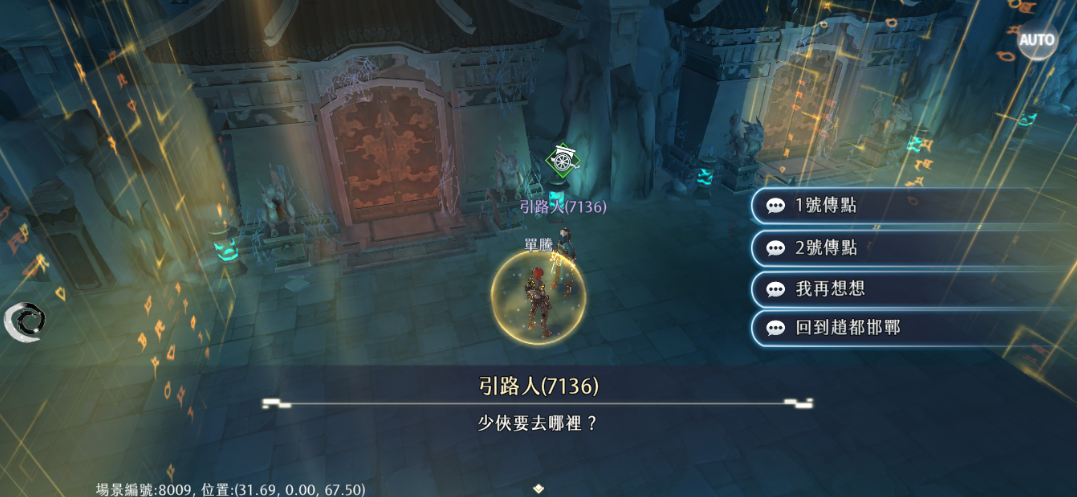 AUTO
引路人(7136)
單騰
1號傳點
2號傳點
我再想想
回到趙都邯鄲
引路人(7136)
少俠要去哪裡？
場景編號:8009, 位置:(31.69, 0.00, 67.50)